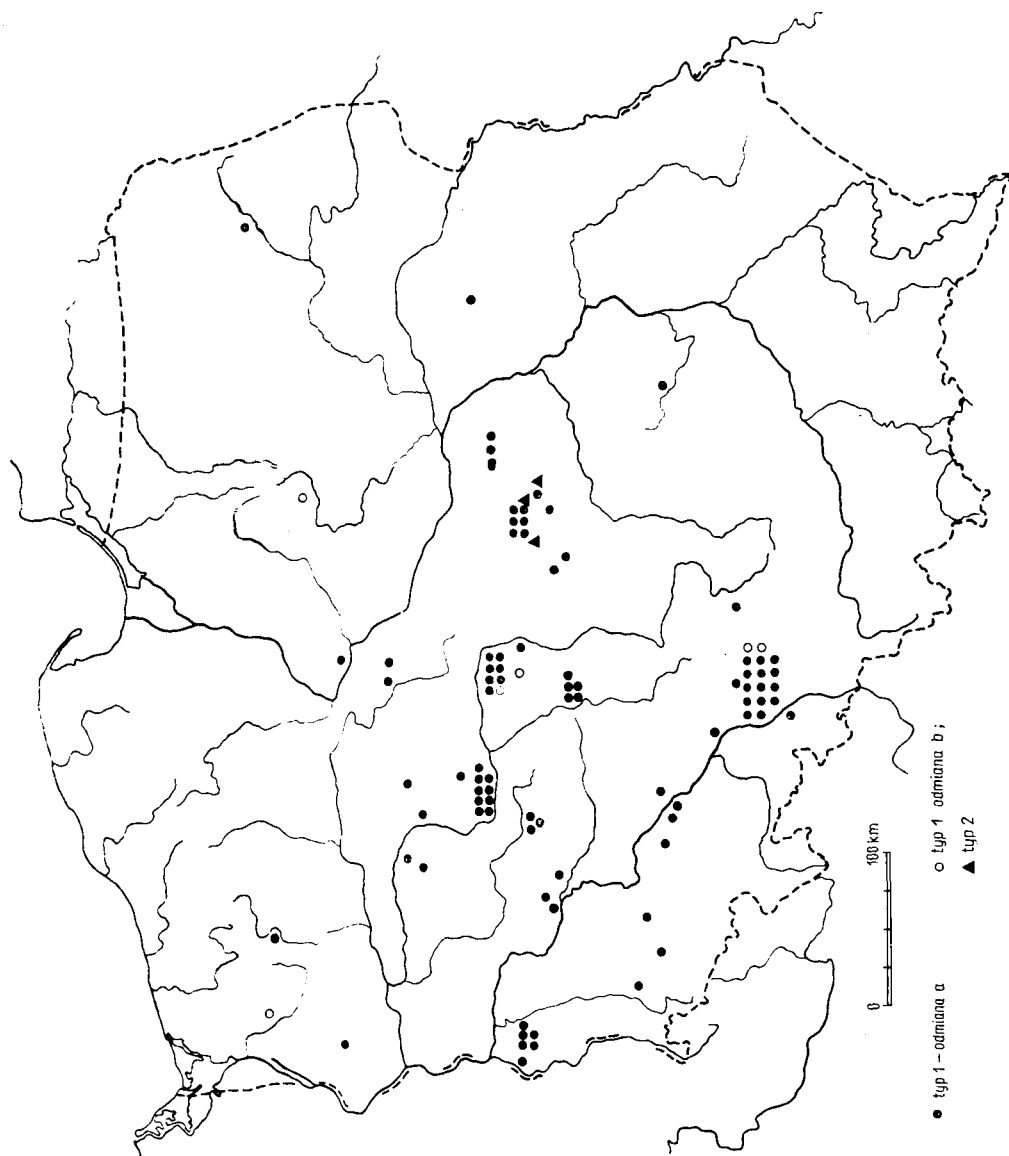 0 100 km
• typ 1 – odmiana a ○ typ 1 odmiana b;
▲ typ 2